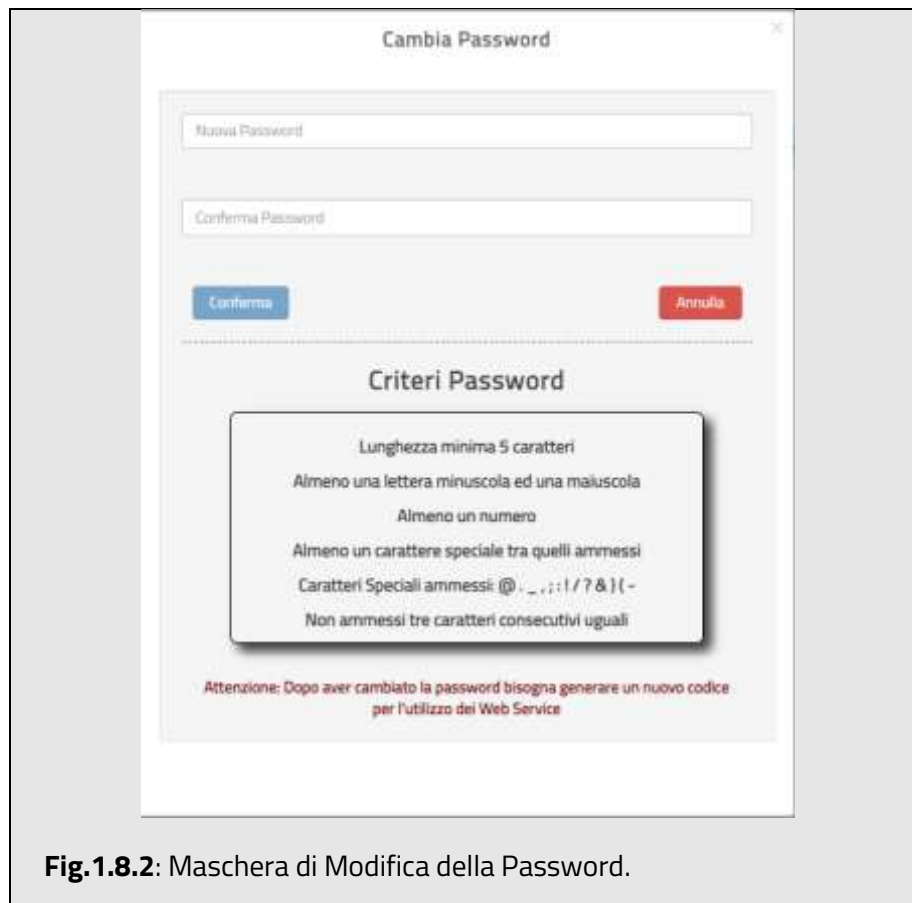 Cambia Password
×
Nuova Password
Conferma Password
Conferma
Annulla
Criteri Password
Lunghezza minima 5 caratteri
Almeno una lettera minuscola ed una maiuscola
Almeno un numero
Almeno un carattere speciale tra quelli ammessi
Caratteri Speciali ammessi: @ . _ , ; : ! / ? & ) ( -
Non ammessi tre caratteri consecutivi uguali
Attenzione: Dopo aver cambiato la password bisogna generare un nuovo codice
per l'utilizzo dei Web Service
Fig.1.8.2: Maschera di Modifica della Password.